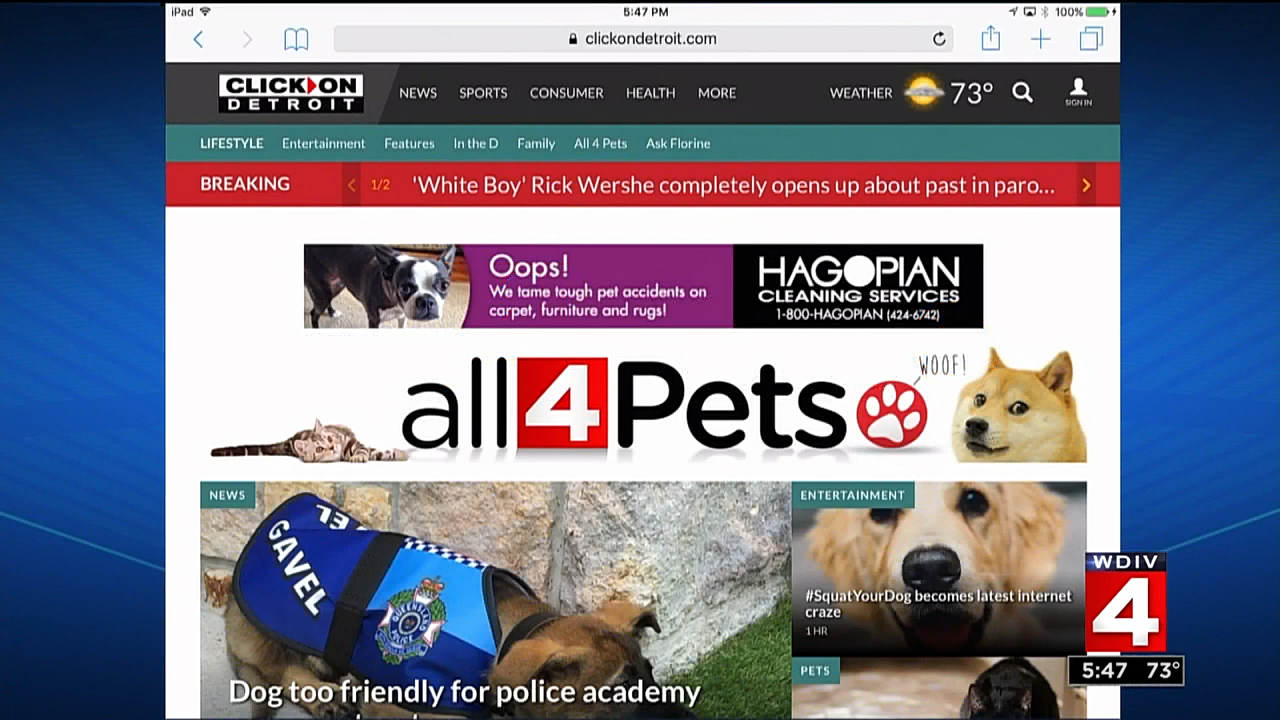 iPad 5:47 PM 100%
clickondetroit.com
CLICK ON
DETROIT
NEWS SPORTS CONSUMER HEALTH MORE WEATHER 73°
SIGN IN
LIFESTYLE Entertainment Features In the D Family All 4 Pets Ask Florine
BREAKING 1/2 'White Boy' Rick Wershe completely opens up about past in paro...
Oops!
We tame tough pet accidents on
carpet, furniture and rugs!
HAGOPIAN
CLEANING SERVICES
1-800-HAGOPIAN (424-6742)
all4Pets
WOOF!
NEWS
13
GAVEL
QUEENSLAND
POLICE
Dog too friendly for police academy
ENTERTAINMENT
#SquatYourDog becomes latest internet
craze
1 HR
PETS
WDIV
4
5:47 73°